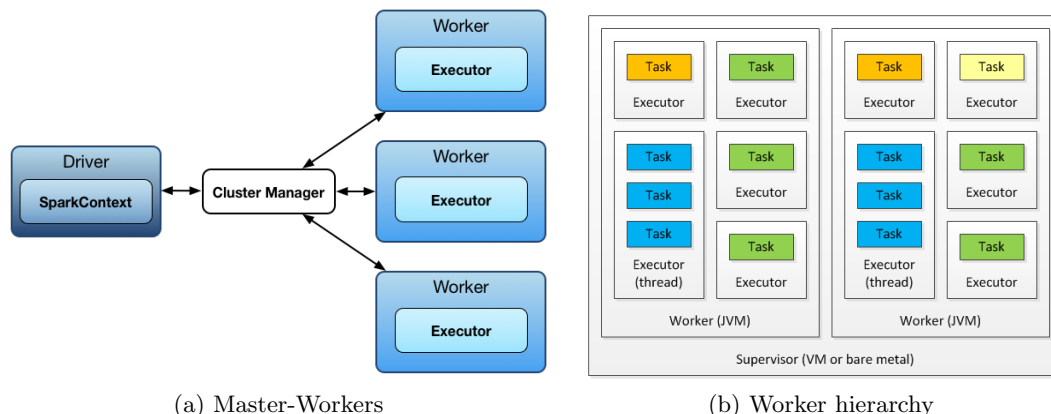 Worker
Executor
Driver
SparkContext
Cluster Manager
Worker
Executor
Worker
Executor
(a) Master-Workers
Task
Executor
Task
Executor
Task
Task
Task
Executor
(thread)
Task
Executor
Task
Executor
Worker (JVM)
Task
Executor
Task
Executor
Task
Task
Task
Executor
(thread)
Task
Executor
Task
Executor
Worker (JVM)
Supervisor (VM or bare metal)
(b) Worker hierarchy